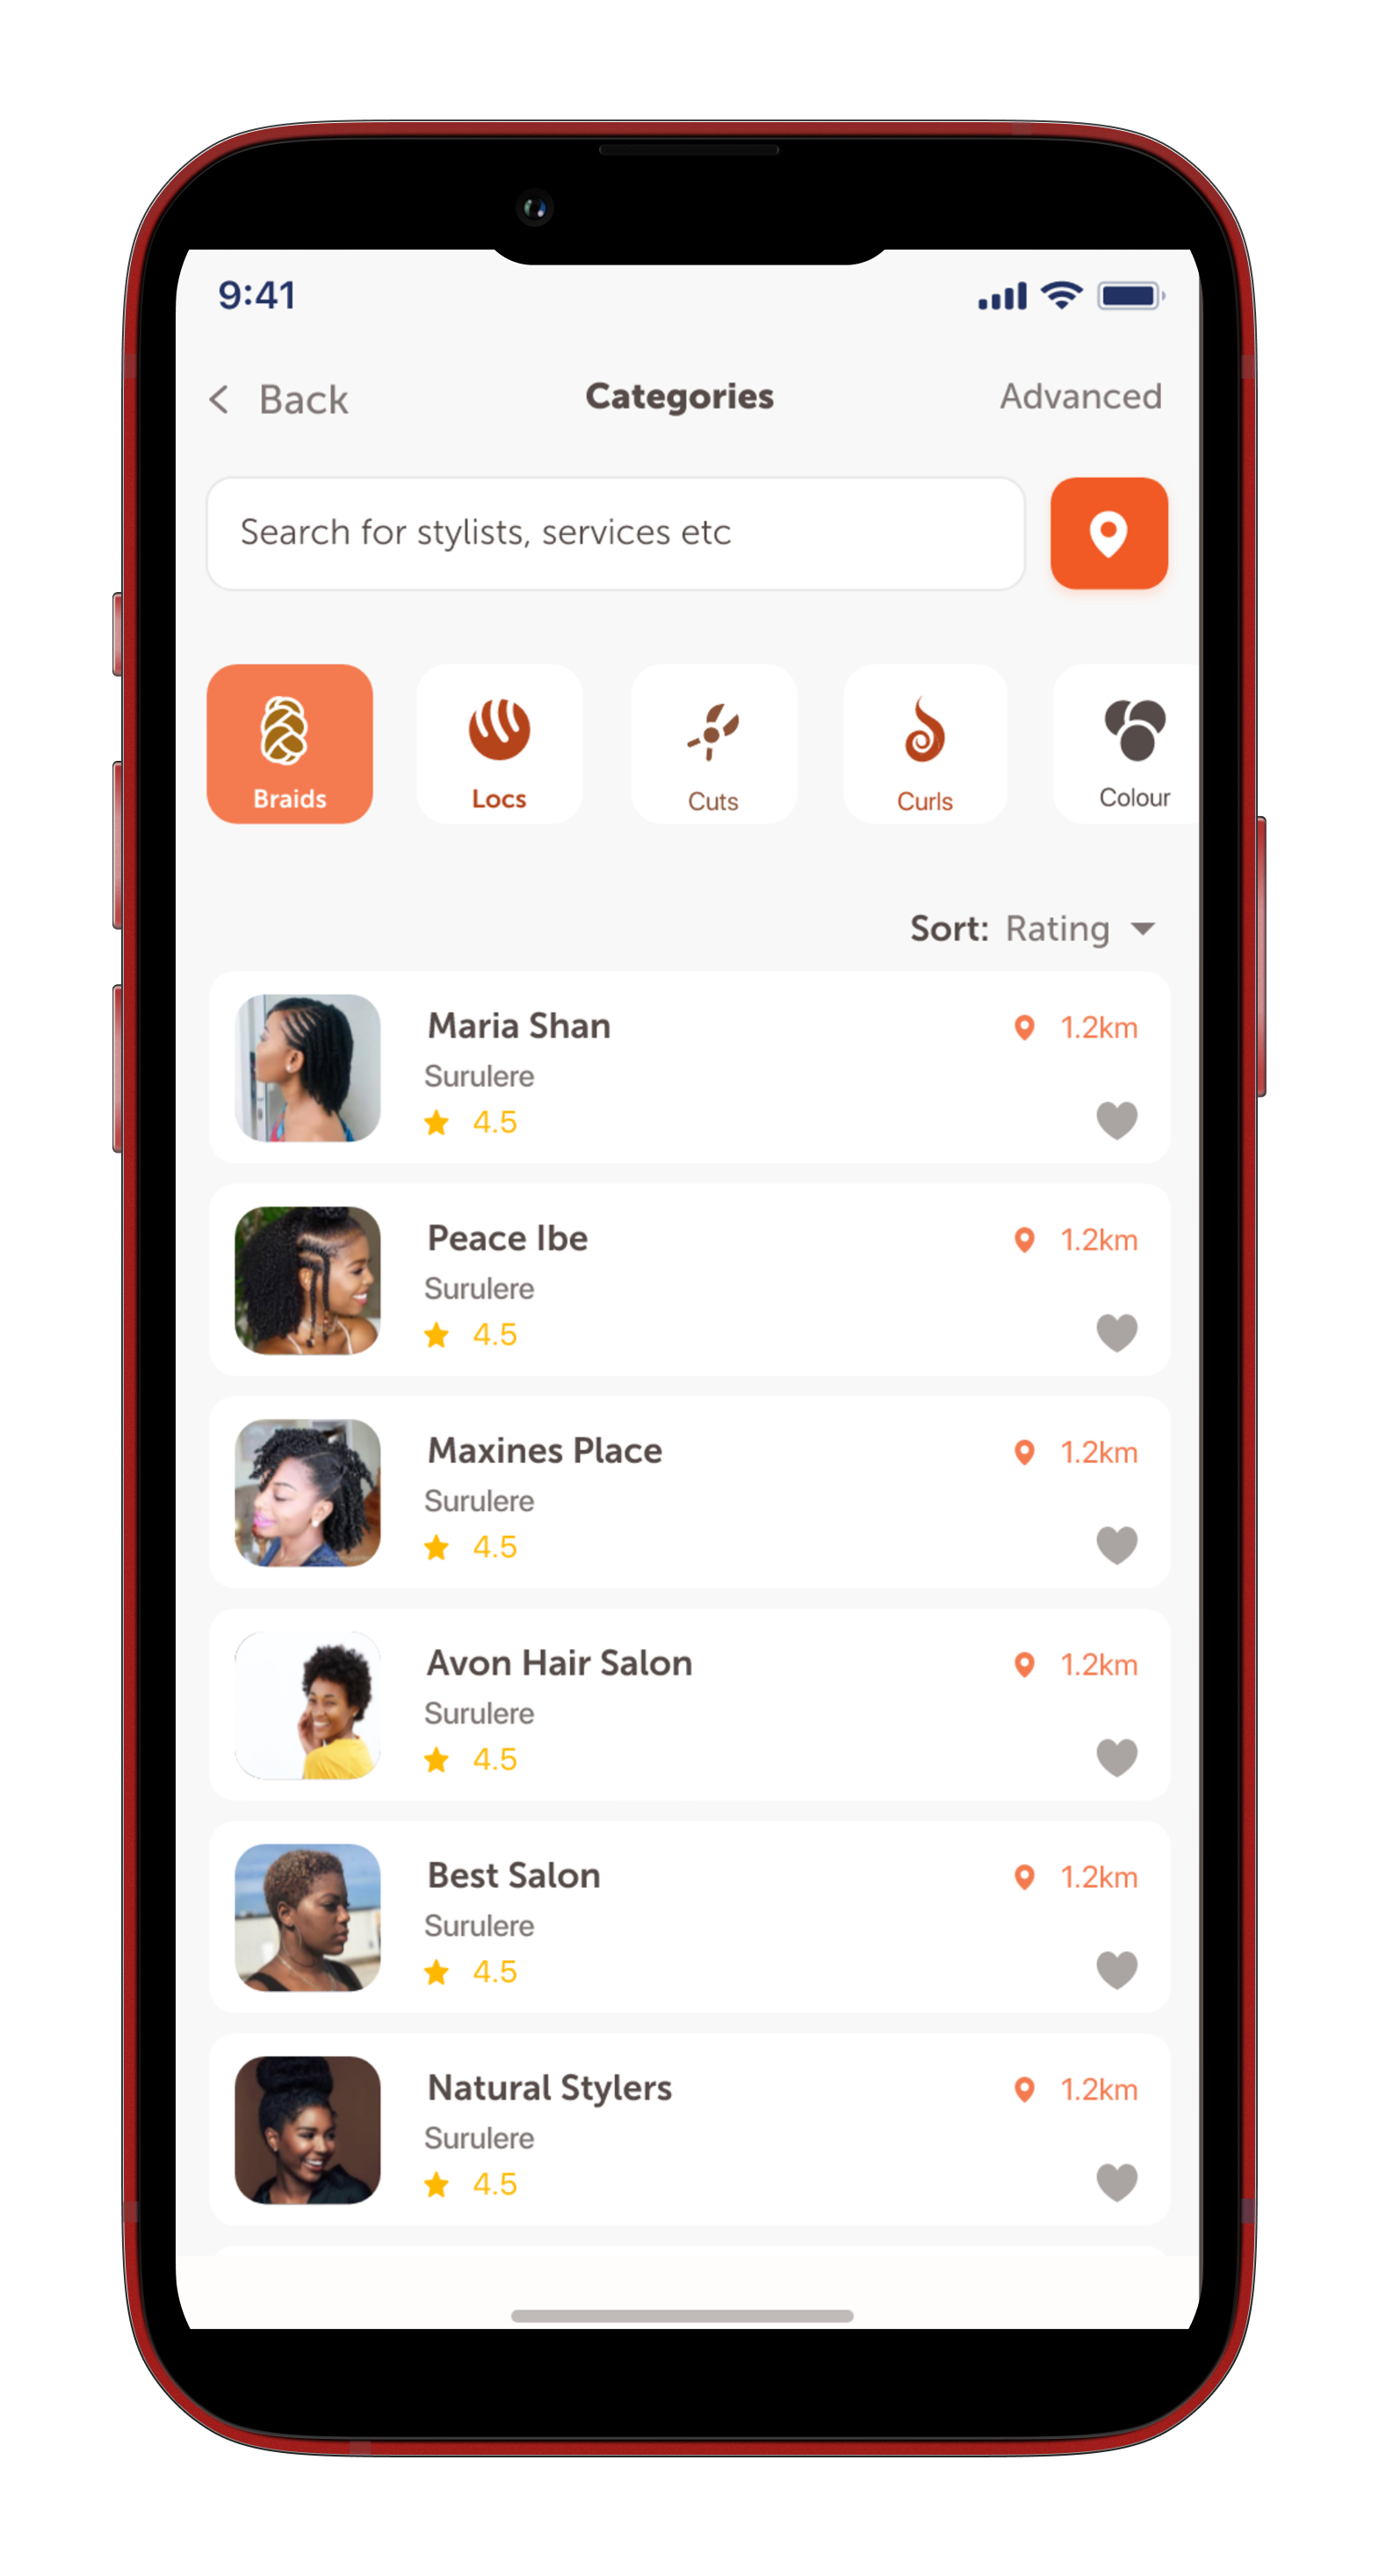 9:41
Back Categories Advanced
Search for stylists, services etc
Braids Locs Cuts Curls Colour
Sort: Rating
Maria Shan 1.2km
Surulere
4.5
Peace Ibe 1.2km
Surulere
4.5
Maxines Place 1.2km
Surulere
4.5
Avon Hair Salon 1.2km
Surulere
4.5
Best Salon 1.2km
Surulere
4.5
Natural Stylers 1.2km
Surulere
4.5